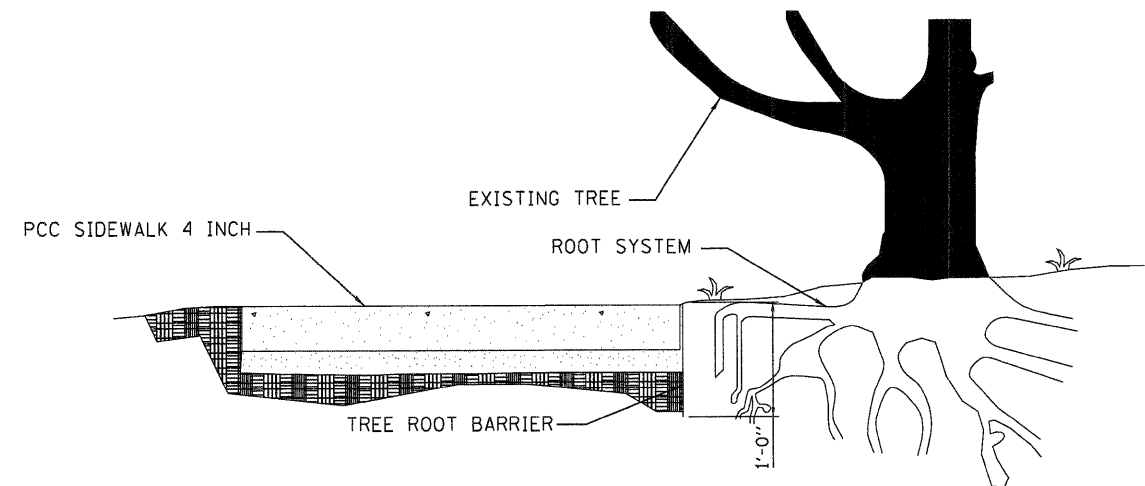 EXISTING TREE
PCC SIDEWALK 4 INCH
ROOT SYSTEM
TREE ROOT BARRIER
1'-0"